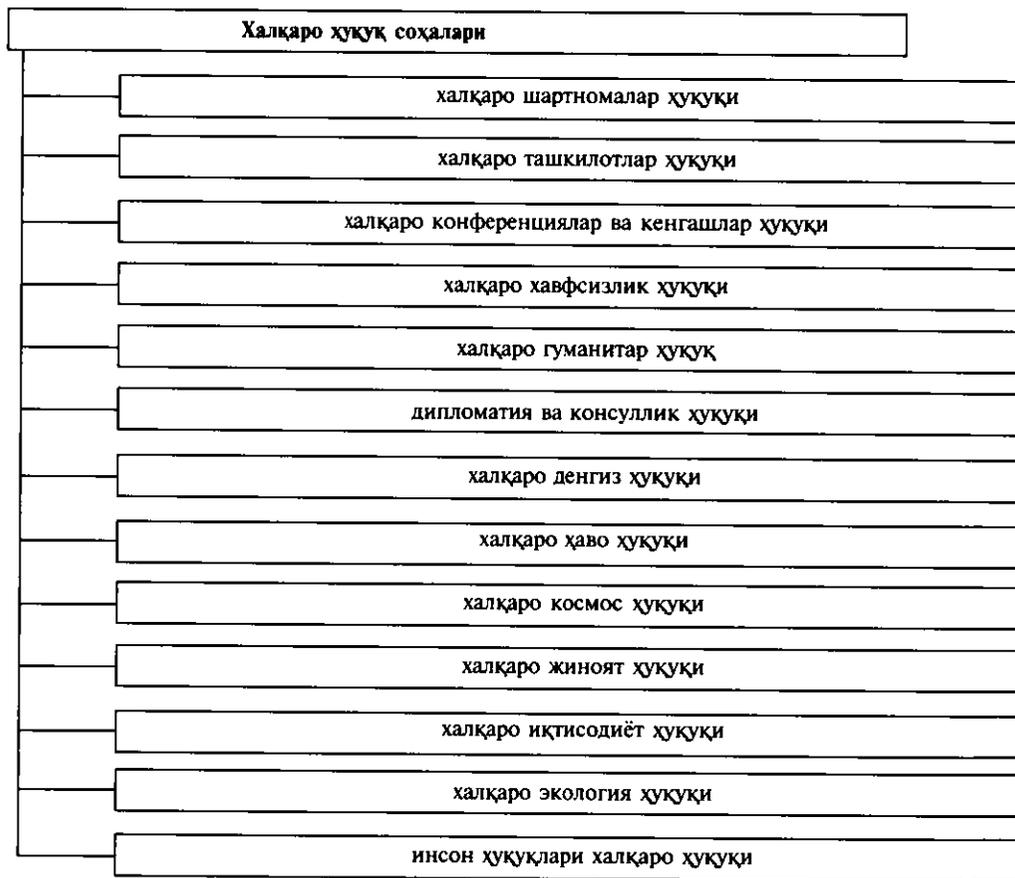 Халқаро ҳуқуқ соҳалари
халқаро шартномалар ҳуқуқи
халқаро ташкилотлар ҳуқуқи
халқаро конференциялар ва кенгашлар ҳуқуқи
халқаро хавфсизлик ҳуқуқи
халқаро гуманитар ҳуқуқ
дипломатия ва консуллик ҳуқуқи
халқаро денгиз ҳуқуқи
халқаро ҳаво ҳуқуқи
халқаро космос ҳуқуқи
халқаро жиноят ҳуқуқи
халқаро иқтисодиёт ҳуқуқи
халқаро экология ҳуқуқи
инсон ҳуқуқлари халқаро ҳуқуқи